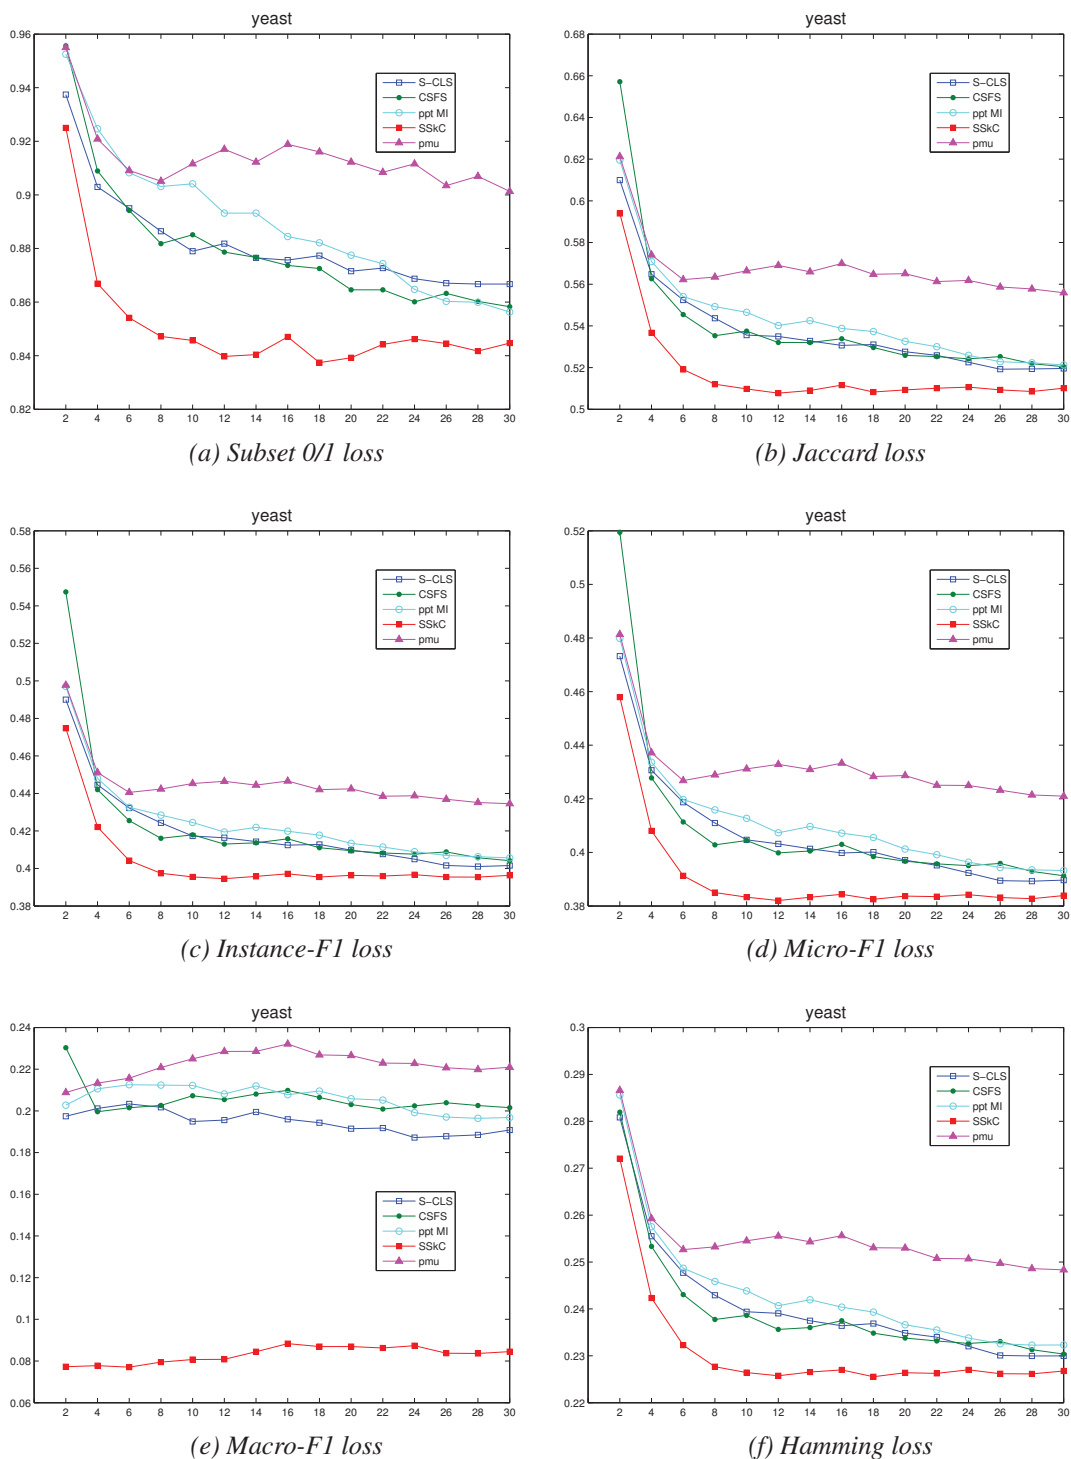 yeast
0.96
0.94
0.92
0.9
0.88
0.86
0.84
0.82
2 4 6 8 10 12 14 16 18 20 22 24 26 28 30
S-CLS
CSFS
ppt MI
SSkC
pmu
(a) Subset 0/1 loss
yeast
0.68
0.66
0.64
0.62
0.6
0.58
0.56
0.54
0.52
0.5
2 4 6 8 10 12 14 16 18 20 22 24 26 28 30
S-CLS
CSFS
ppt MI
SSkC
pmu
(b) Jaccard loss
yeast
0.58
0.56
0.54
0.52
0.5
0.48
0.46
0.44
0.42
0.4
0.38
2 4 6 8 10 12 14 16 18 20 22 24 26 28 30
S-CLS
CSFS
ppt MI
SSkC
pmu
(c) Instance-F1 loss
yeast
0.52
0.5
0.48
0.46
0.44
0.42
0.4
0.38
2 4 6 8 10 12 14 16 18 20 22 24 26 28 30
S-CLS
CSFS
ppt MI
SSkC
pmu
(d) Micro-F1 loss
yeast
0.24
0.22
0.2
0.18
0.16
0.14
0.12
0.1
0.08
0.06
2 4 6 8 10 12 14 16 18 20 22 24 26 28 30
S-CLS
CSFS
ppt MI
SSkC
pmu
(e) Macro-F1 loss
yeast
0.3
0.29
0.28
0.27
0.26
0.25
0.24
0.23
0.22
2 4 6 8 10 12 14 16 18 20 22 24 26 28 30
S-CLS
CSFS
ppt MI
SSkC
pmu
(f) Hamming loss